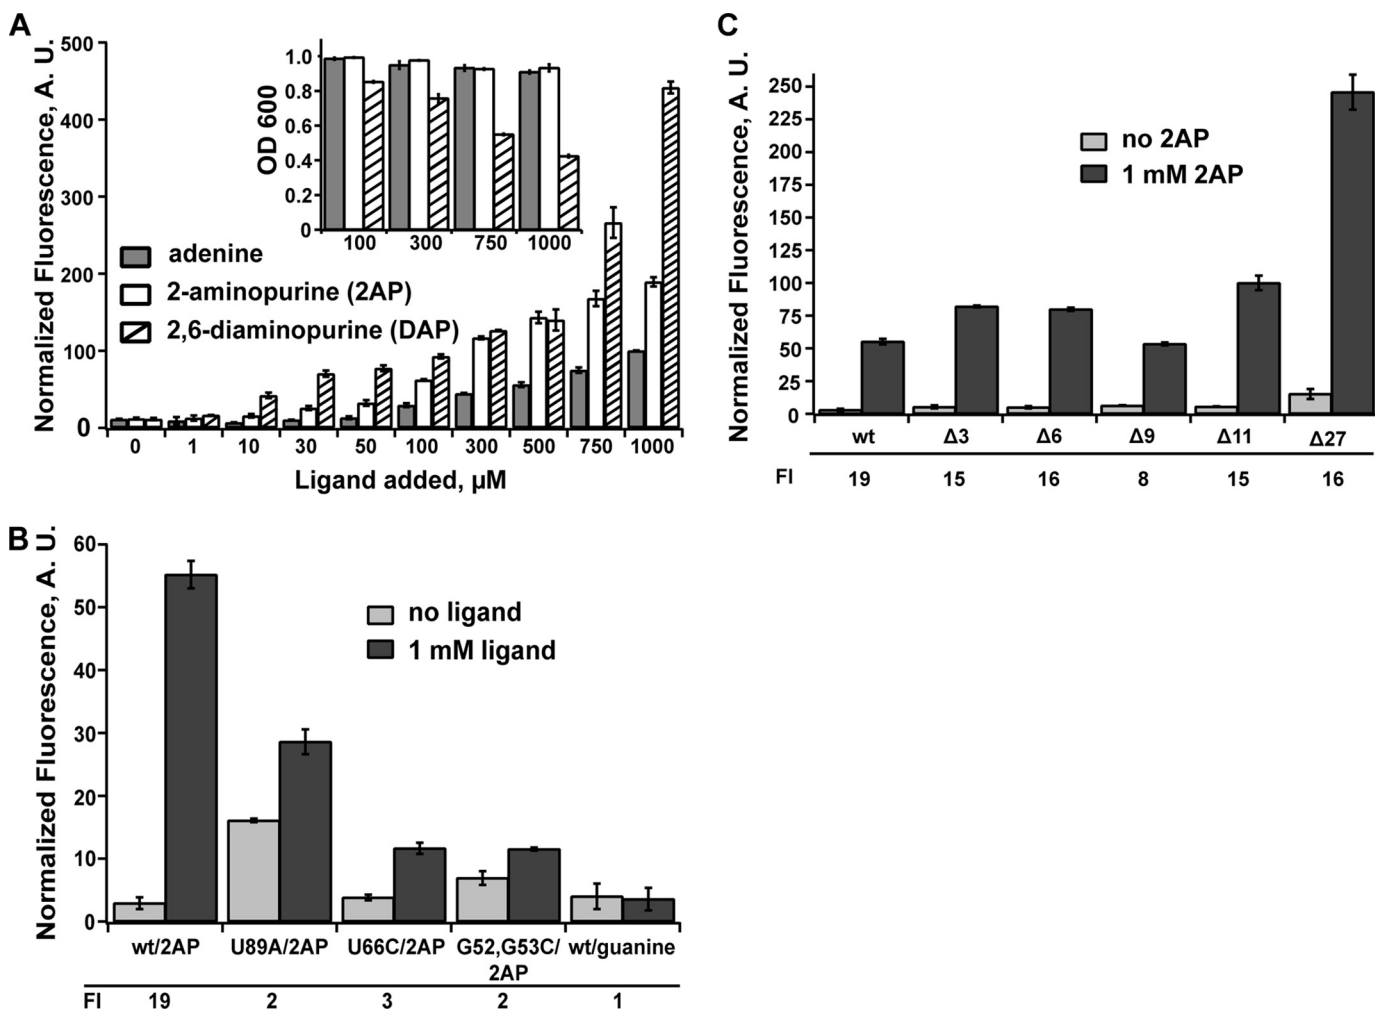 A
Normalized Fluorescence, A. U.
500
400
300
200
100
0
OD 600
1.0
0.8
0.6
0.4
0.2
0
100 300 750 1000
adenine
2-aminopurine (2AP)
2,6-diaminopurine (DAP)
0 1 10 30 50 100 300 500 750 1000
Ligand added, µM
B
Normalized Fluorescence, A. U.
60
50
40
30
20
10
0
no ligand
1 mM ligand
wt/2AP U89A/2AP U66C/2AP G52,G53C/ wt/guanine
2AP
FI 19 2 3 2 1
C
Normalized Fluorescence, A. U.
250
225
200
175
150
125
100
75
50
25
0
no 2AP
1 mM 2AP
wt Δ3 Δ6 Δ9 Δ11 Δ27
FI 19 15 16 8 15 16